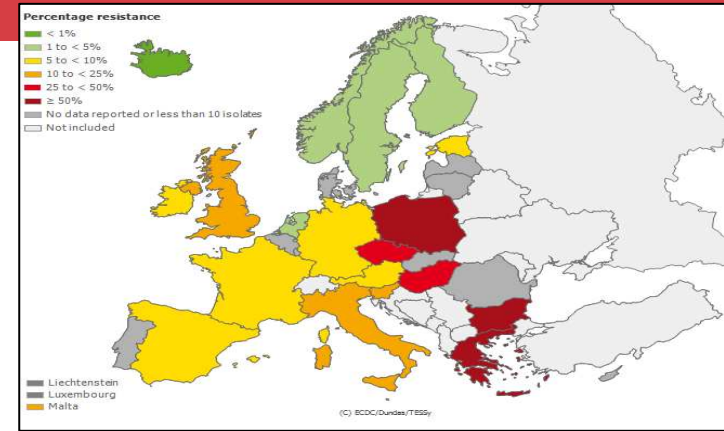 Percentage resistance
< 1%
1 to < 5%
5 to < 10%
10 to < 25%
25 to < 50%
≥ 50%
No data reported or less than 10 isolates
Not included
Liechtenstein
Luxembourg
Malta
(C) ECDC/Dundas/TESSy